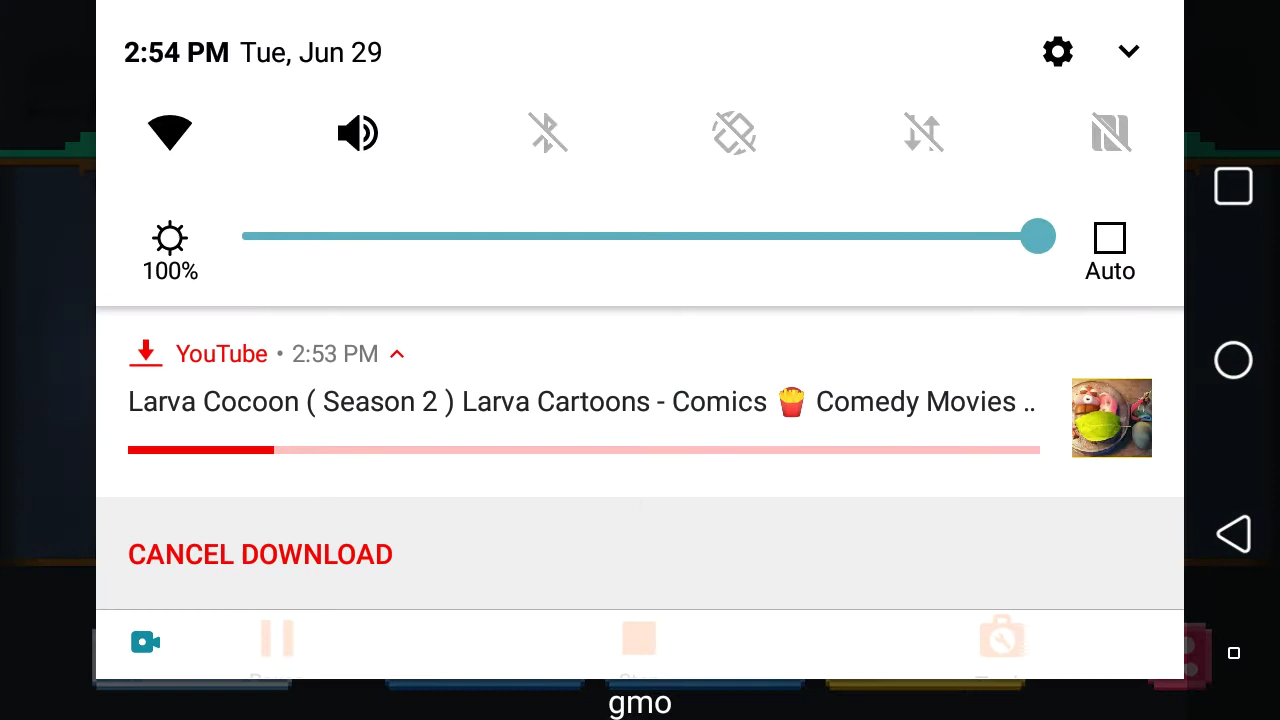 2:54 PM Tue, Jun 29
100%
Auto
YouTube • 2:53 PM
Larva Cocoon ( Season 2 ) Larva Cartoons - Comics 🍟 Comedy Movies ..
CANCEL DOWNLOAD
gmo